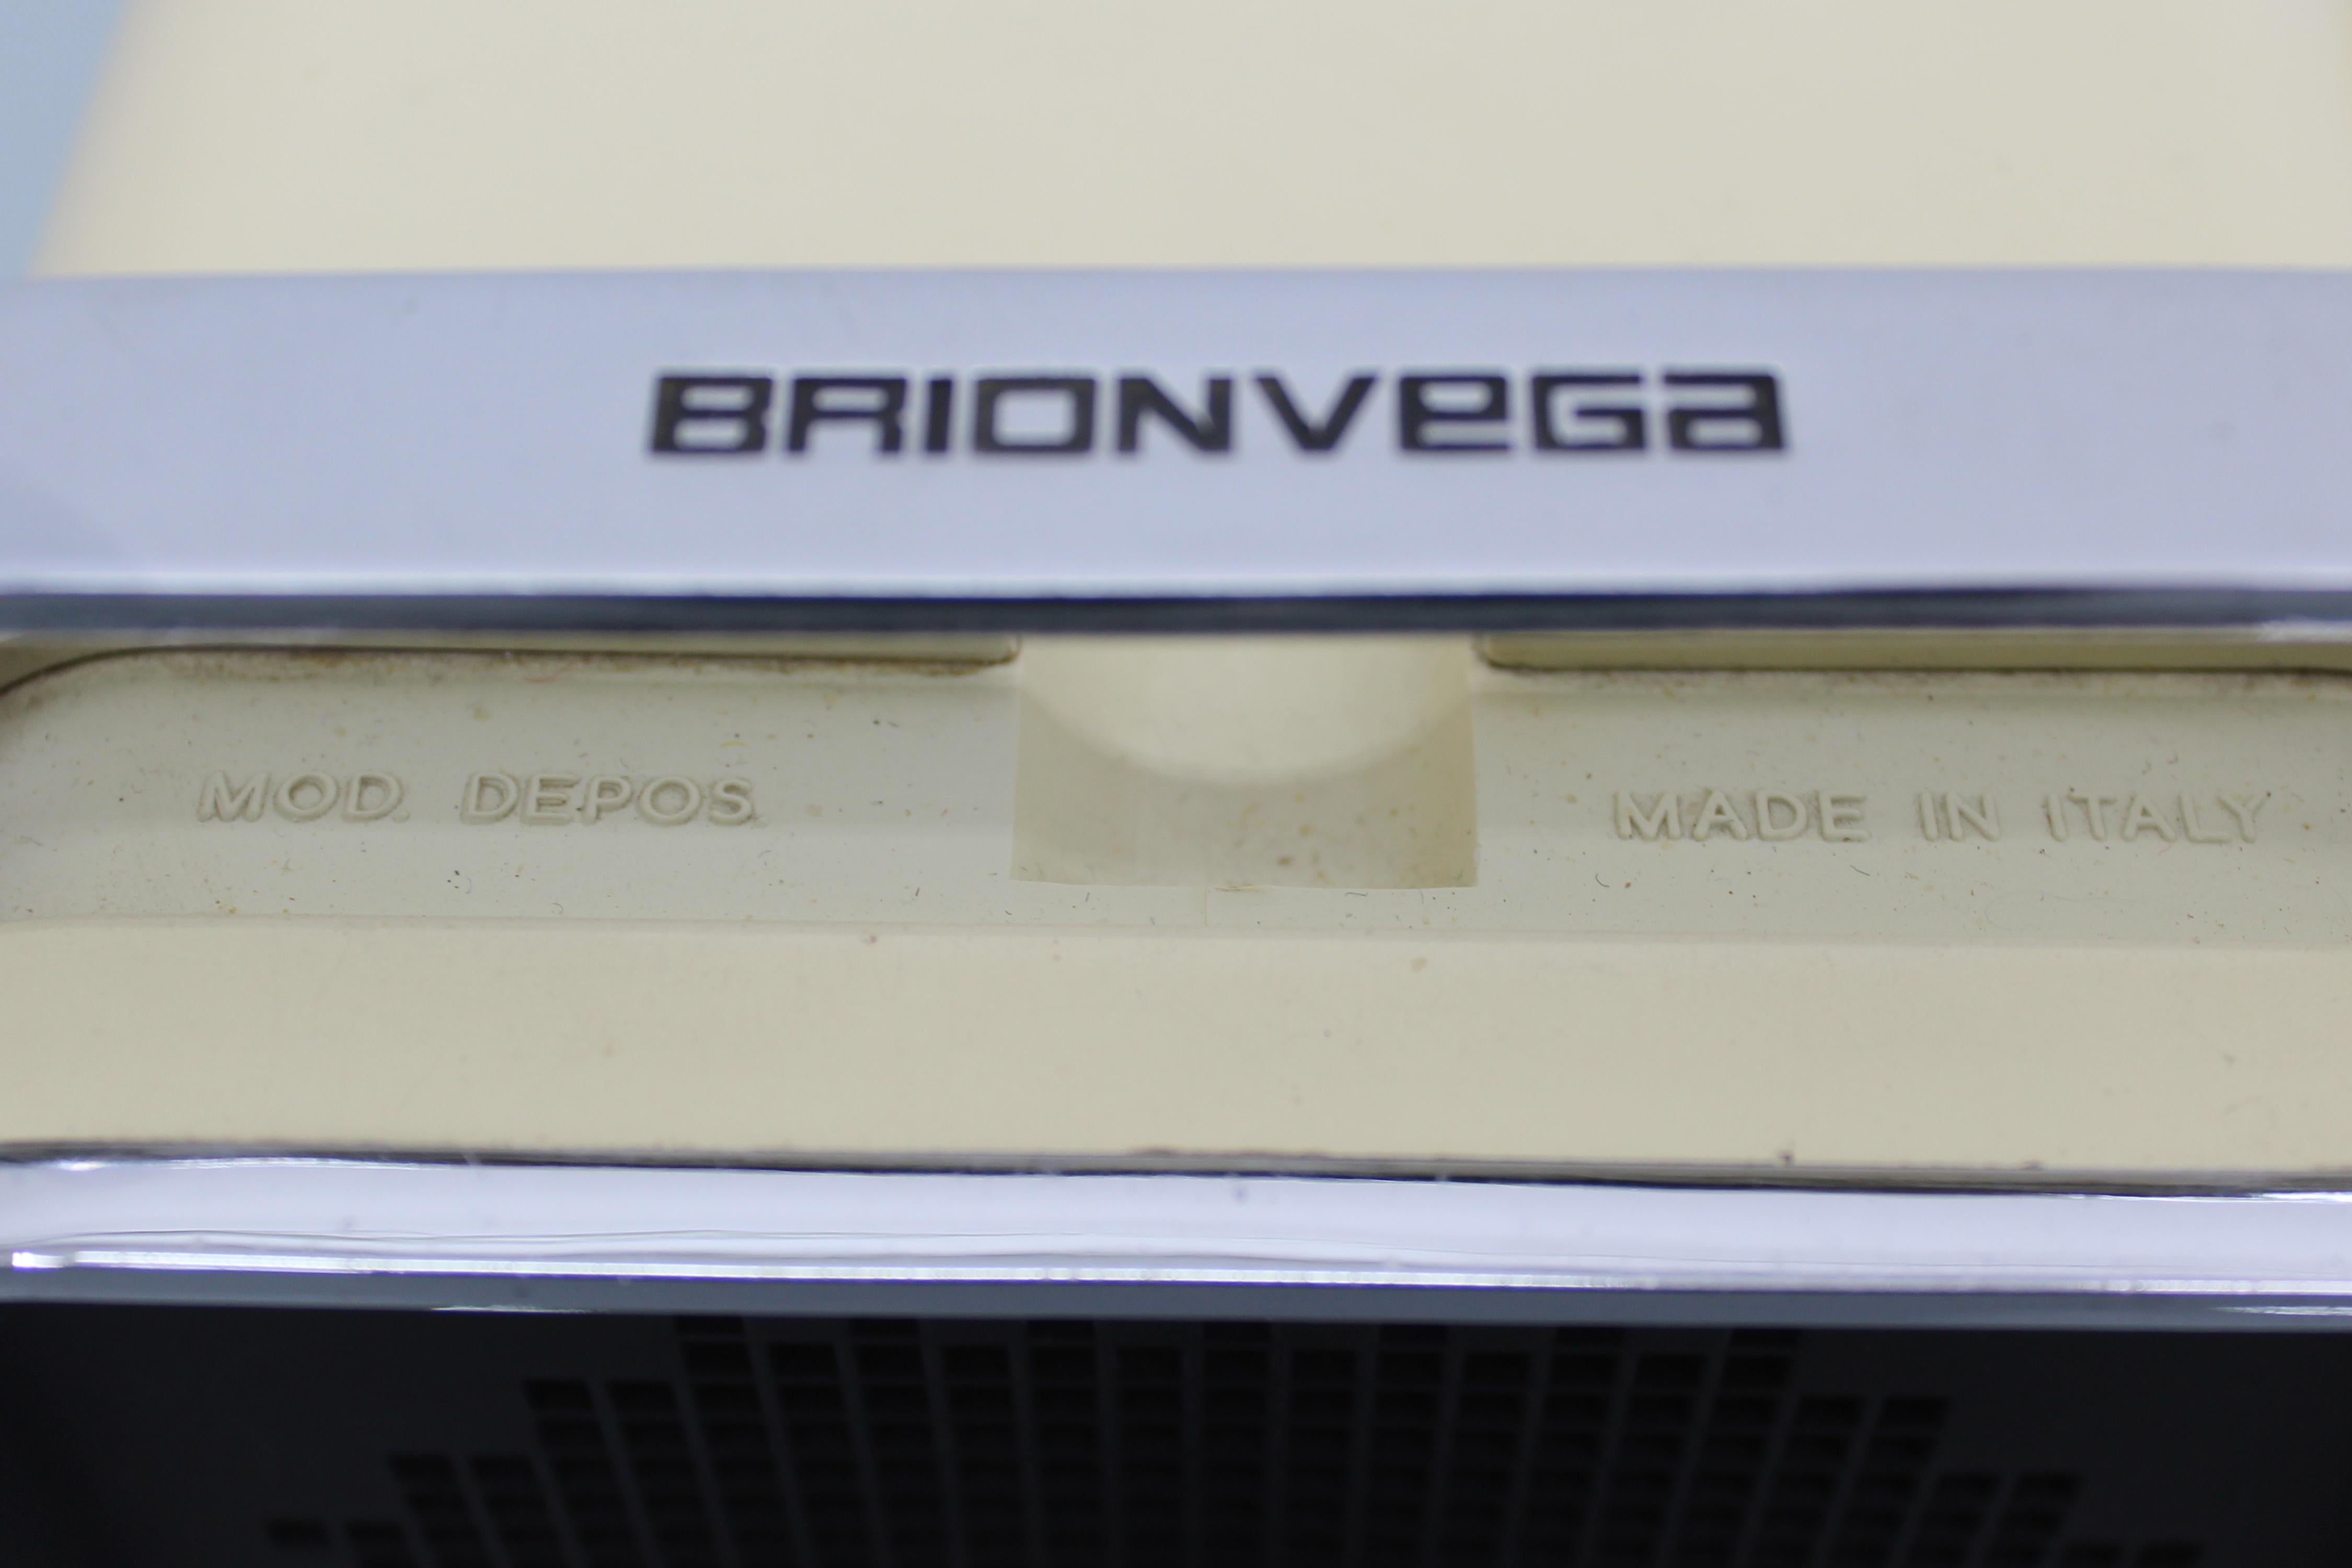 BRIONVEGA
MOD. DEPOS.
MADE IN ITALY